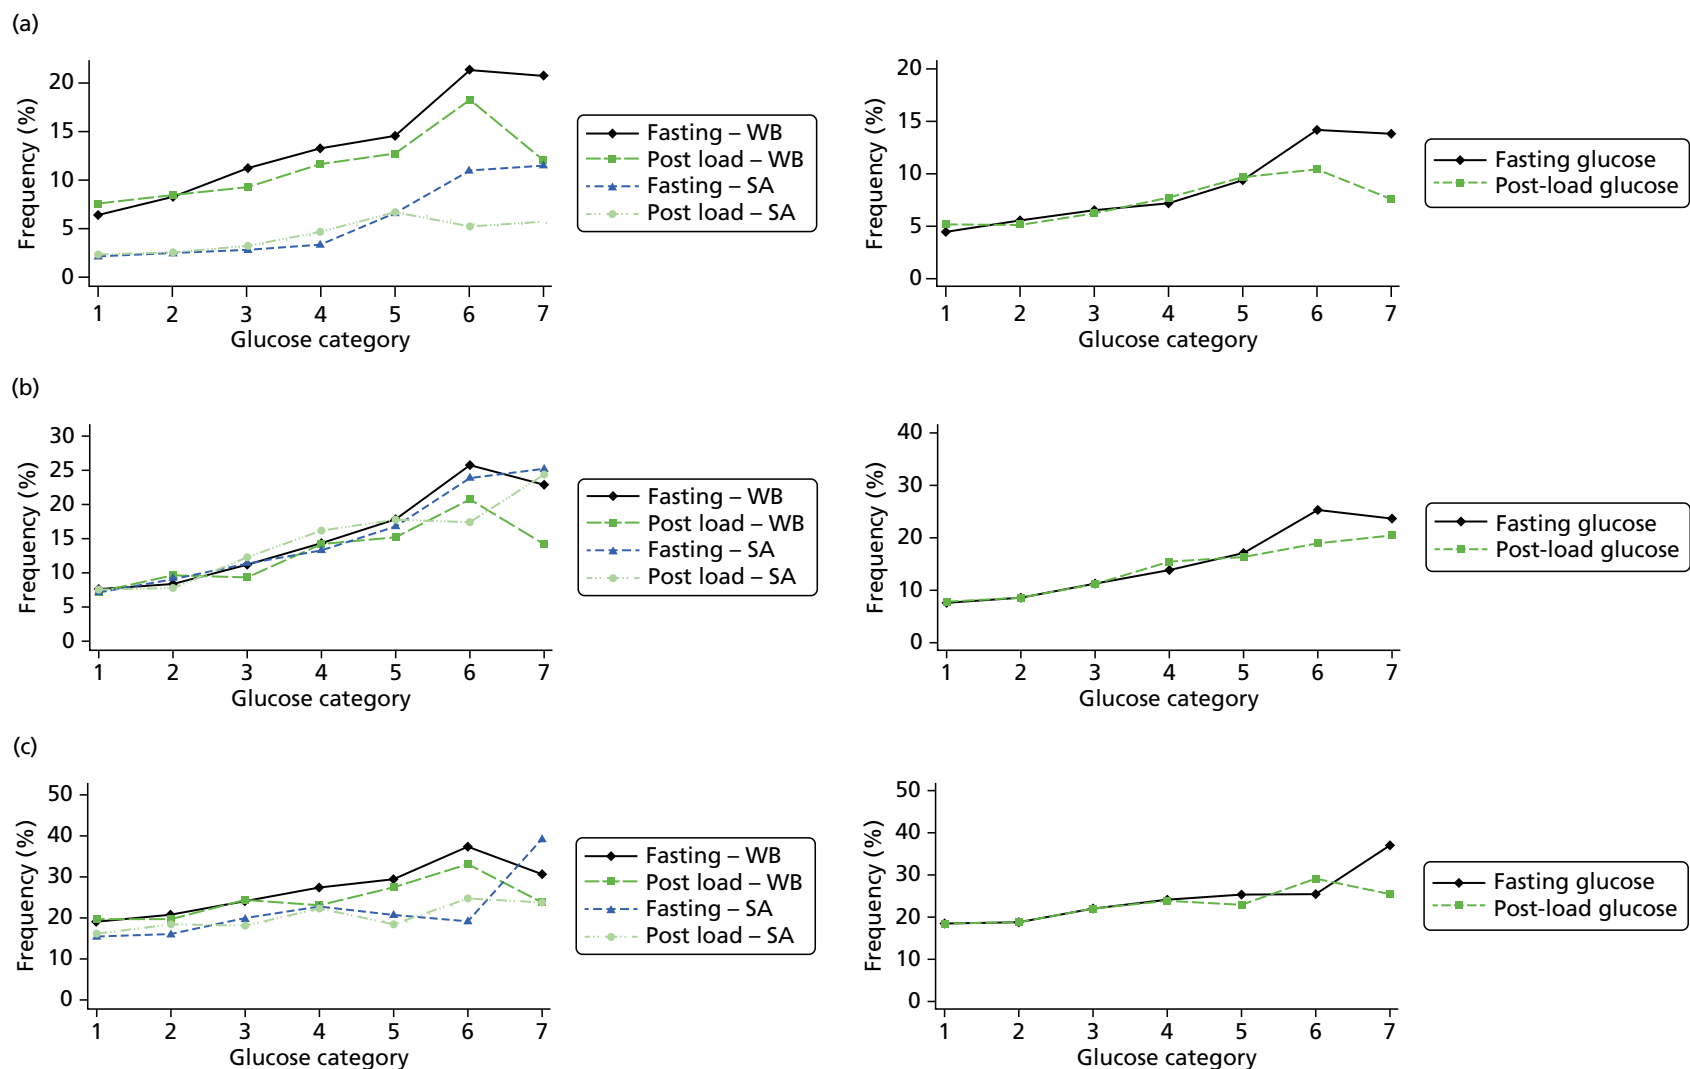 (a)
Frequency (%)
20
15
10
5
0
1 2 3 4 5 6 7
Glucose category
Fasting – WB
Post load – WB
Fasting – SA
Post load – SA
Frequency (%)
20
15
10
5
0
1 2 3 4 5 6 7
Glucose category
Fasting glucose
Post-load glucose
(b)
Frequency (%)
30
25
20
15
10
5
0
1 2 3 4 5 6 7
Glucose category
Fasting – WB
Post load – WB
Fasting – SA
Post load – SA
Frequency (%)
40
30
20
10
0
1 2 3 4 5 6 7
Glucose category
Fasting glucose
Post-load glucose
(c)
Frequency (%)
50
40
30
20
10
0
1 2 3 4 5 6 7
Glucose category
Fasting – WB
Post load – WB
Fasting – SA
Post load – SA
Frequency (%)
50
40
30
20
10
0
1 2 3 4 5 6 7
Glucose category
Fasting glucose
Post-load glucose